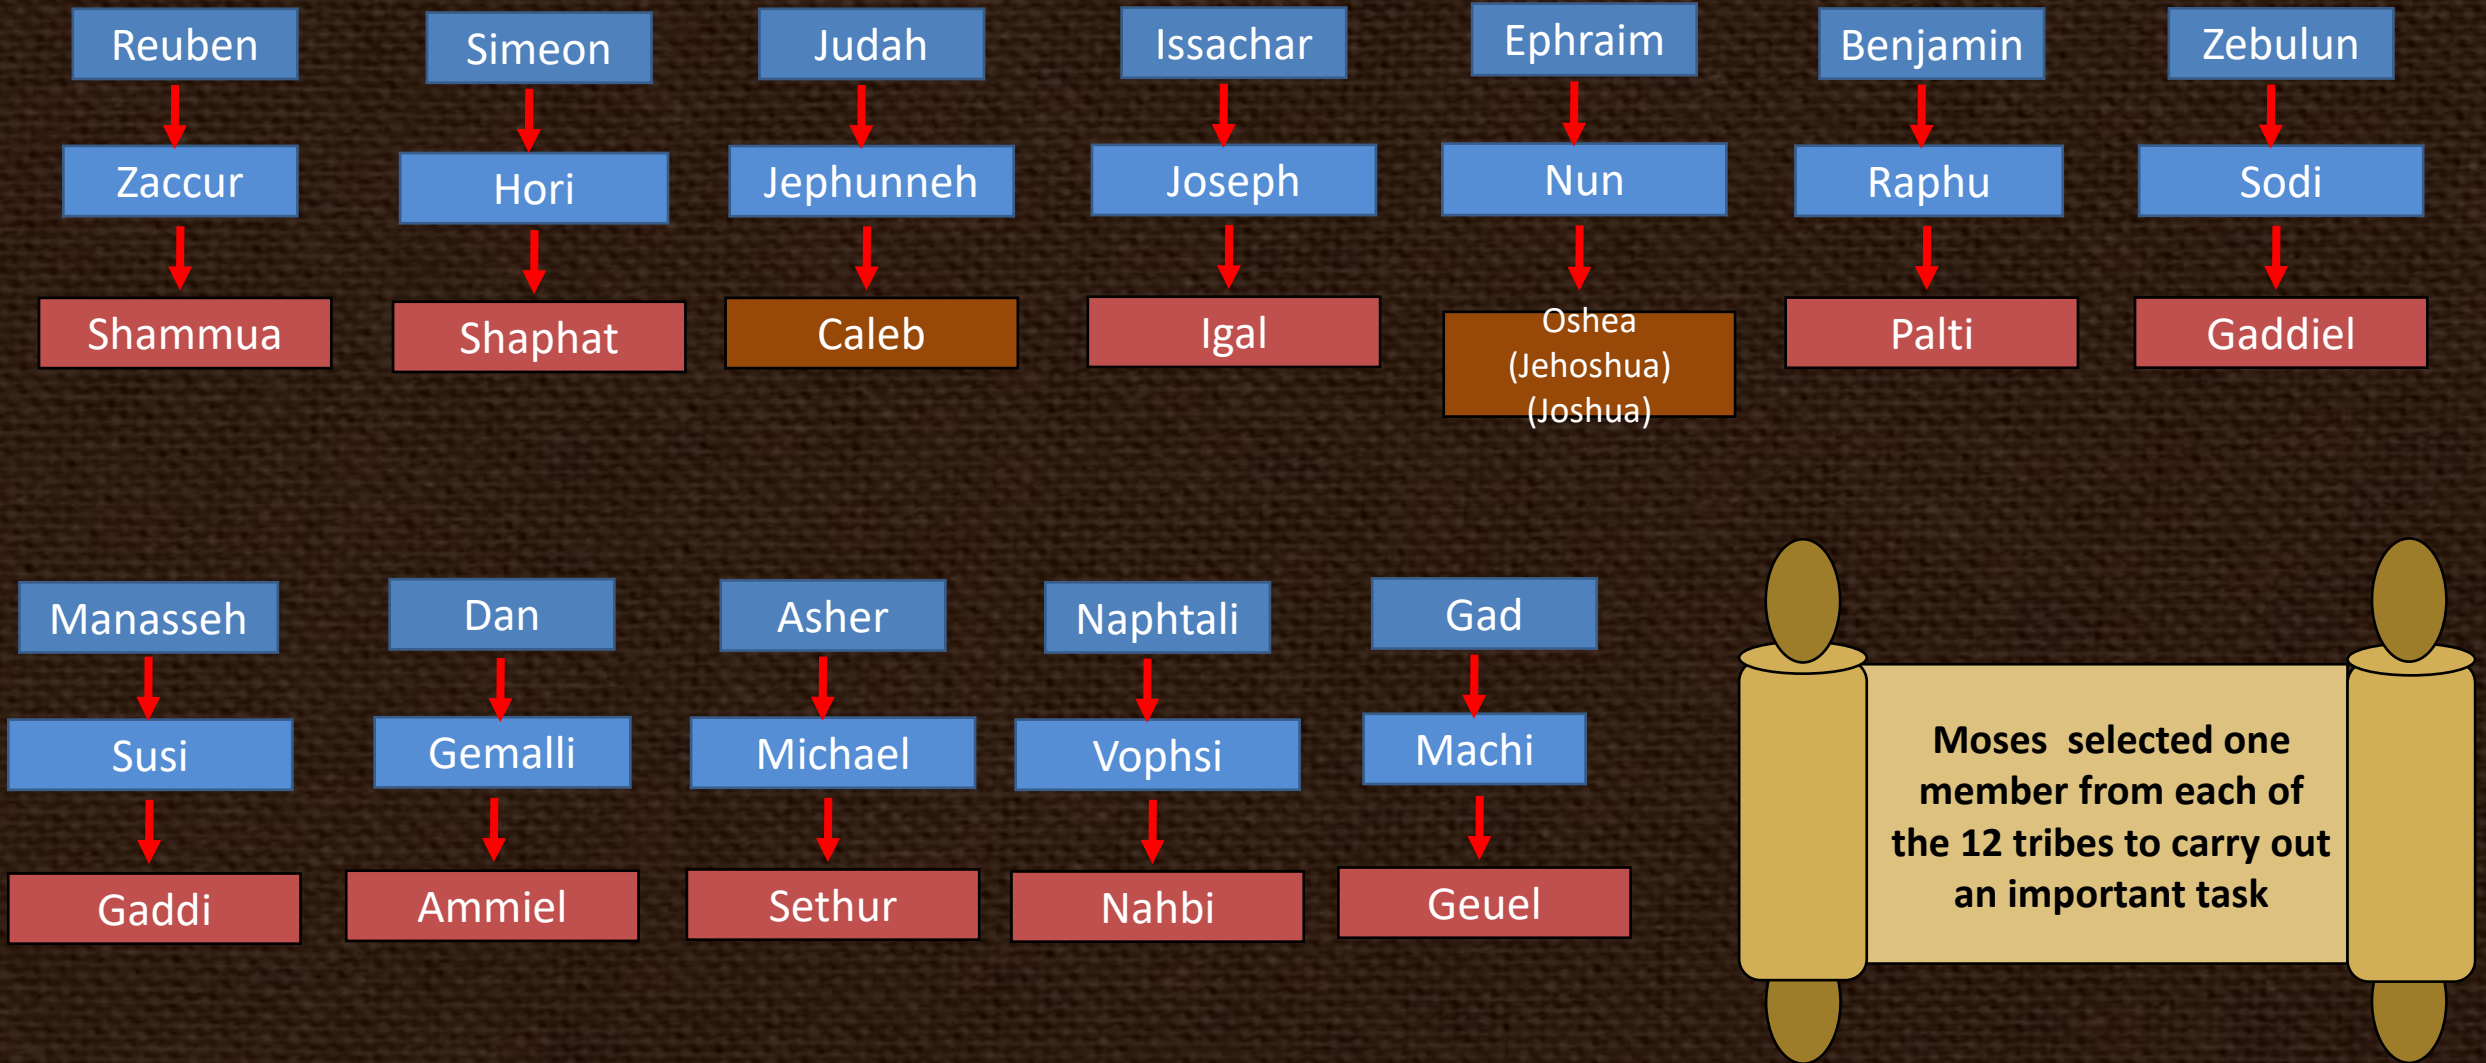 Reuben
Simeon
Judah
Issachar
Ephraim
Benjamin
Zebulun
Zaccur
Hori
Jephunneh
Joseph
Nun
Raphu
Sodi
Shammua
Shaphat
Caleb
Igal
Oshea
(Jehoshua)
(Joshua)
Palti
Gaddiel
Manasseh
Dan
Asher
Naphtali
Gad
Susi
Gemalli
Michael
Vophsi
Machi
Gaddi
Ammiel
Sethur
Nahbi
Geuel
Moses  selected one
member from each of
the 12 tribes to carry out
an important task